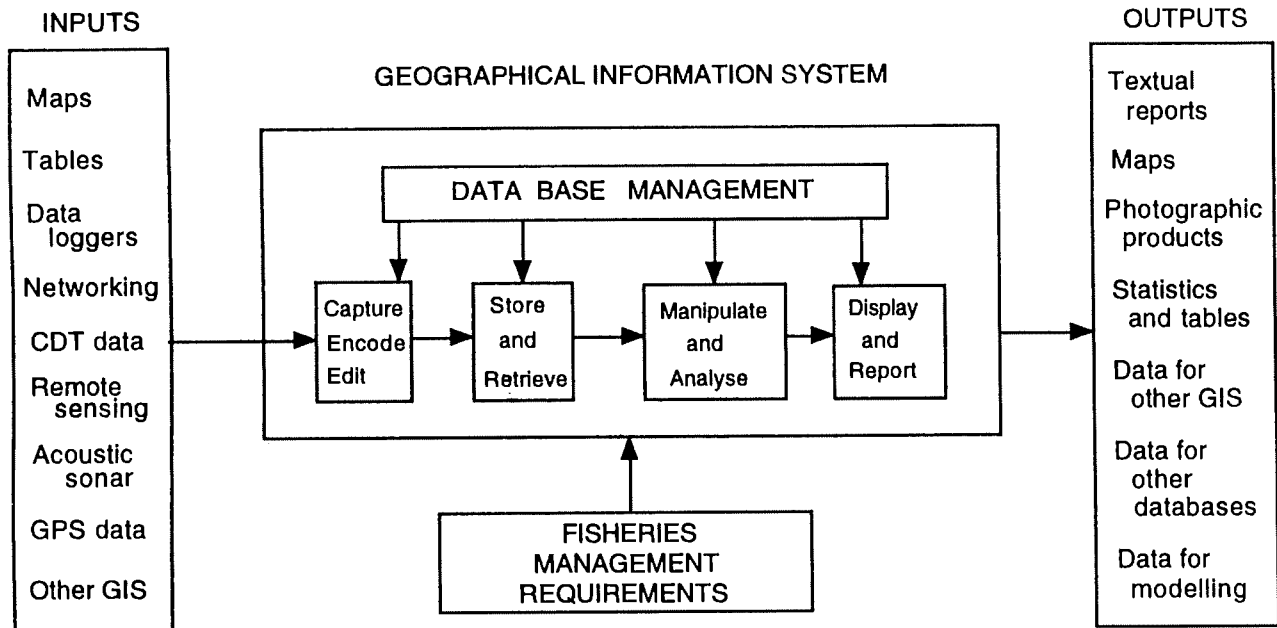 INPUTS
Maps
Tables
Data
loggers
Networking
CDT data
Remote
sensing
Acoustic
sonar
GPS data
Other GIS
GEOGRAPHICAL INFORMATION SYSTEM
DATA BASE MANAGEMENT
Capture
Encode
Edit
Store
and
Retrieve
Manipulate
and
Analyse
Display
and
Report
FISHERIES
MANAGEMENT
REQUIREMENTS
OUTPUTS
Textual
reports
Maps
Photographic
products
Statistics
and tables
Data for
other GIS
Data for
other
databases
Data for
modelling